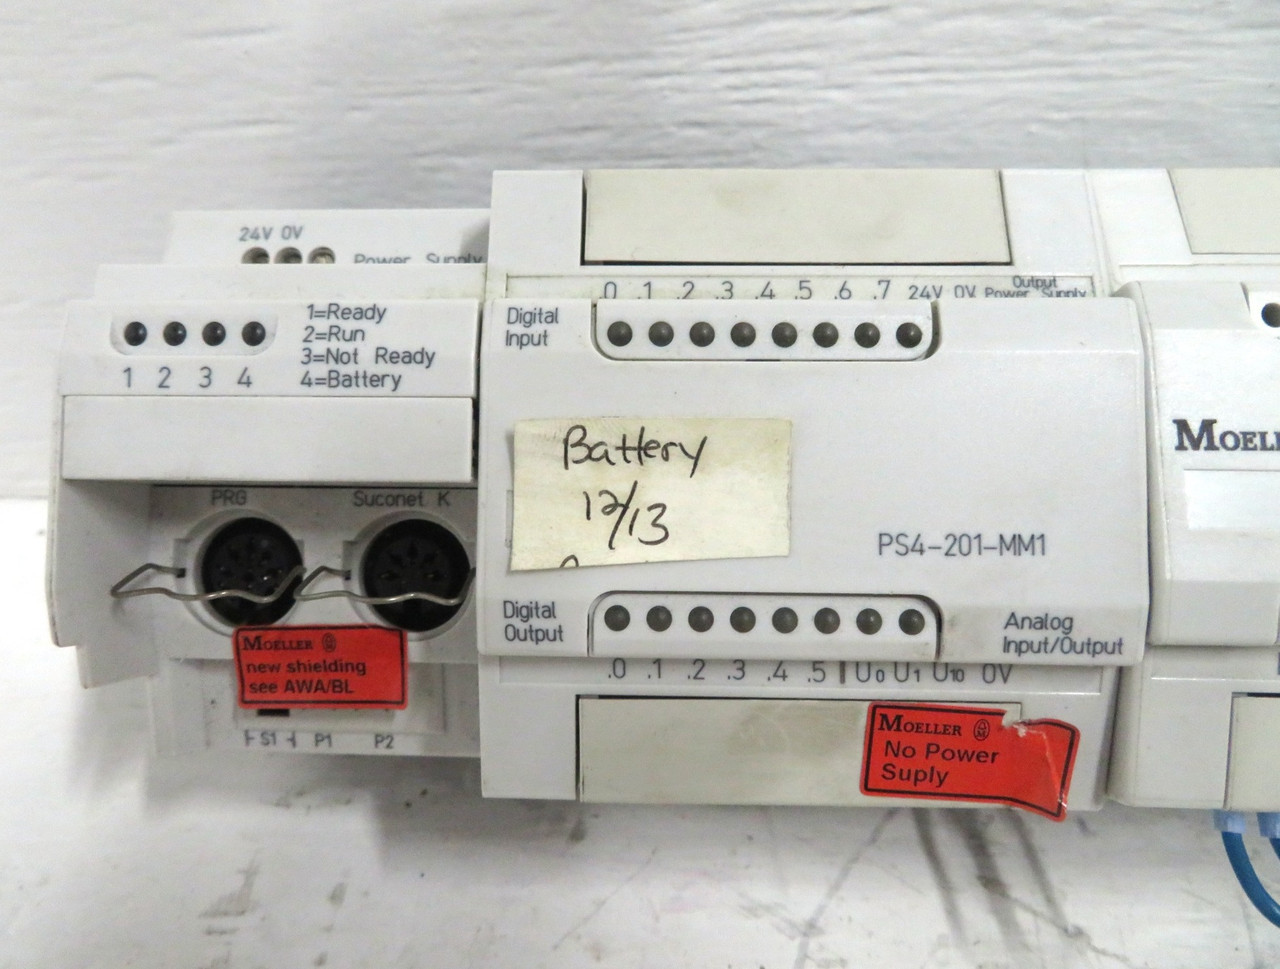 24V 0V
Power Supply
1=Ready
2=Run
3=Not Ready
4=Battery
1 2 3 4
PRG
Suconet K
MOELLER
new shielding
see AWA/BL
S1 P1 P2
.0 .1 .2 .3 .4 .5 .6 .7 24V 0V Output
Power Supply
Digital
Input
Battery
12/13
PS4-201-MM1
Digital
Output
Analog
Input/Output
.0 .1 .2 .3 .4 .5 U0 U1 U10 0V
MOELLER
No Power
Suply
MOELL